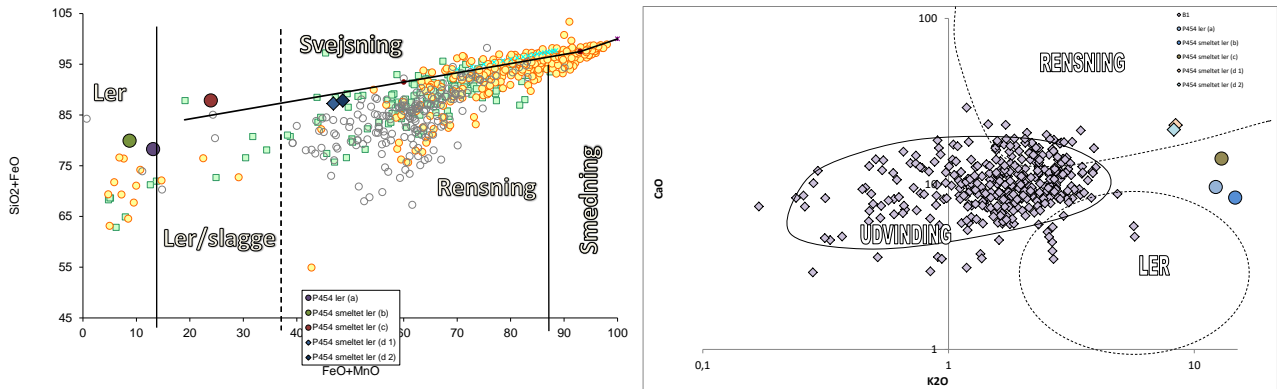 105
95
85
75
65
55
45
0
10
20
30
40
50
60
70
80
90
100
SiO2+FeO
FeO+MnO
Ler
Svejsning
Ler/slagge
Rensning
Smedning
P454 ler (a)
P454 smeltet ler (b)
P454 smeltet ler (c)
P454 smeltet ler (d 1)
P454 smeltet ler (d 2)
100
10
1
0,1
1
10
CaO
K2O
RENSNING
UDVINDING
LER
B1
P454 ler (a)
P454 smeltet ler (b)
P454 smeltet ler (c)
P454 smeltet ler (d 1)
P454 smeltet ler (d 2)